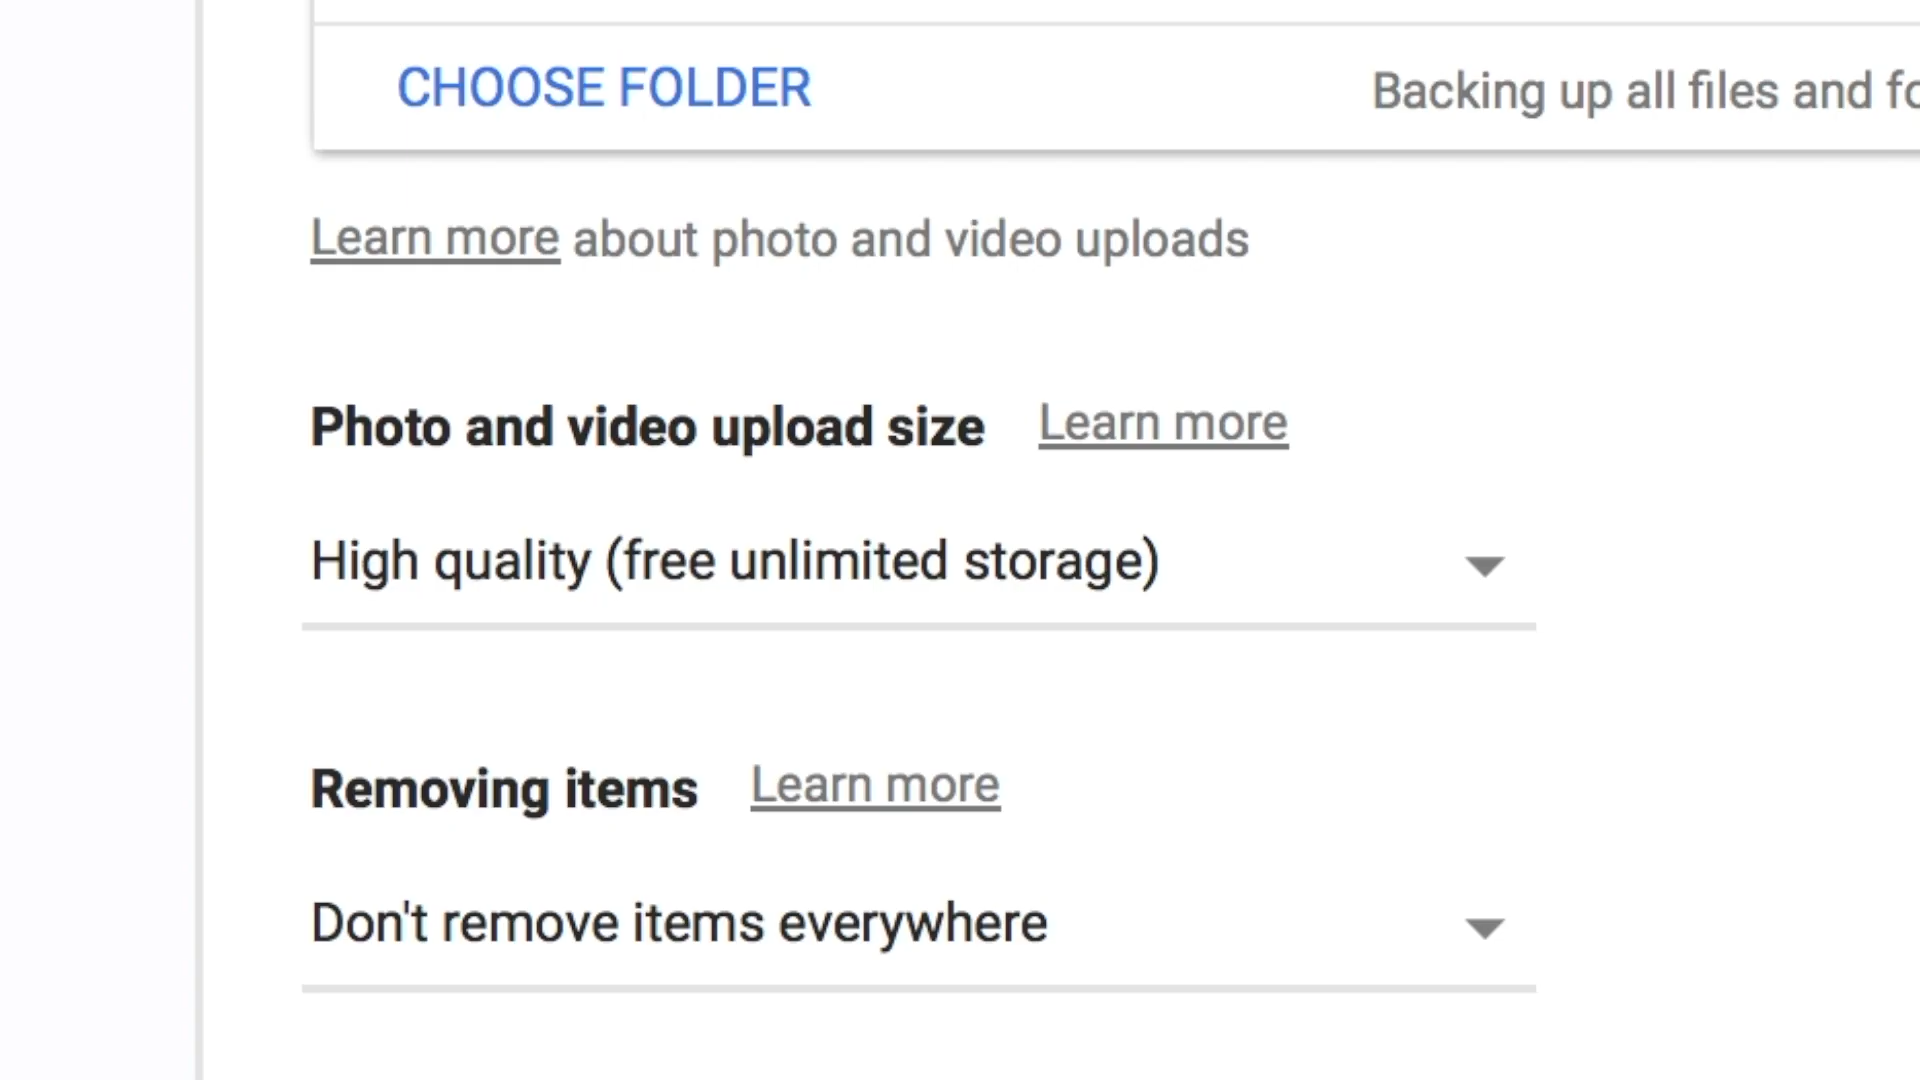 CHOOSE FOLDER
Backing up all files and fo
Learn more about photo and video uploads
Photo and video upload size Learn more
High quality (free unlimited storage)
Removing items Learn more
Don't remove items everywhere